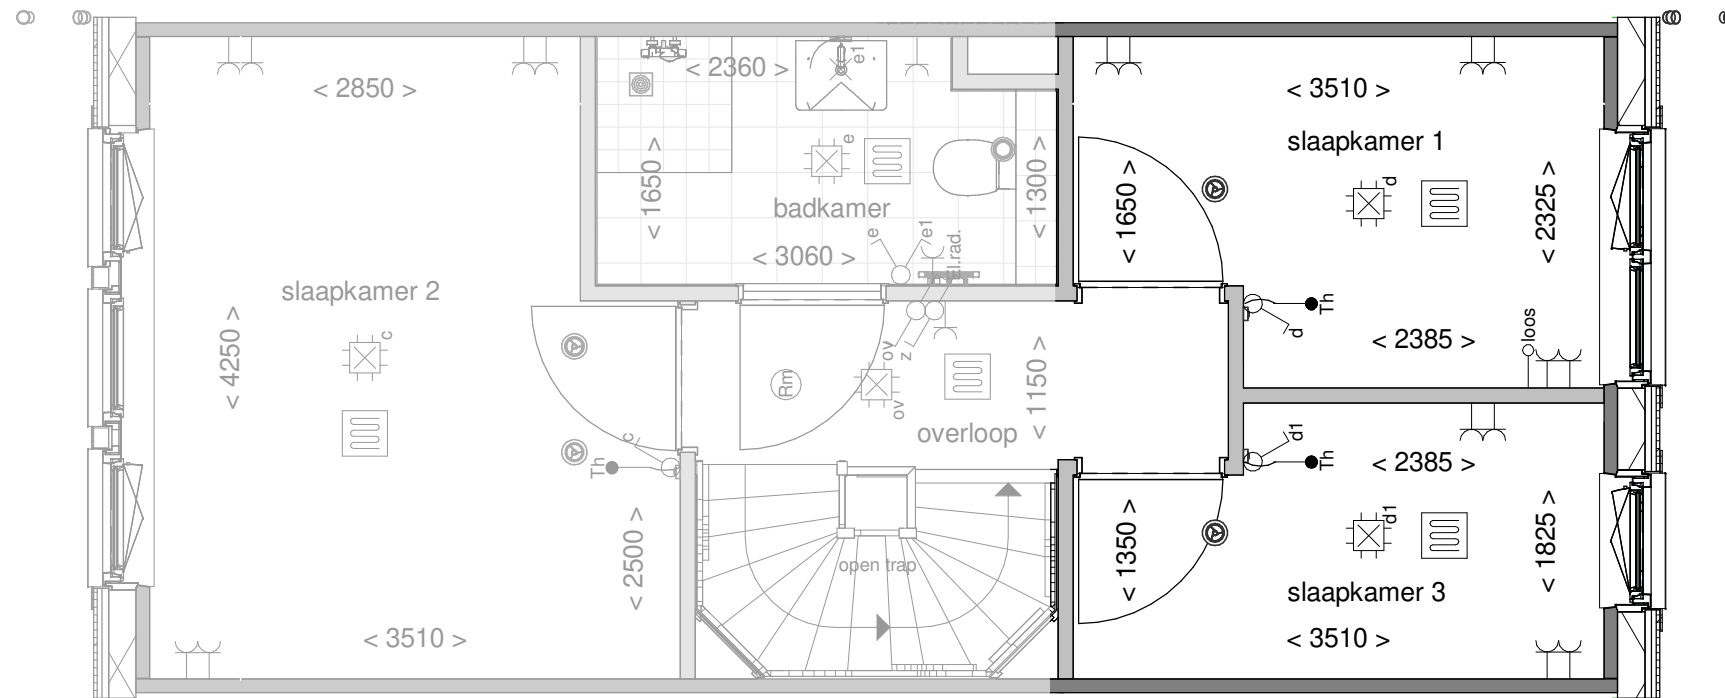 < 2850 >
< 2360 >
e1
< 3510 >
slaapkamer 1
e
< 1650 >
< 1300 >
< 1650 >
d
< 2325 >
badkamer
e
e1
< 3060 >
El.rad.
slaapkamer 2
Th
d
loos
< 2385 >
< 4250 >
c
ov
z
Rm
ov
< 1150 >
overloop
c
Th
d1
Th
< 2385 >
< 2500 >
< 1350 >
d1
< 1825 >
open trap
slaapkamer 3
< 3510 >
< 3510 >